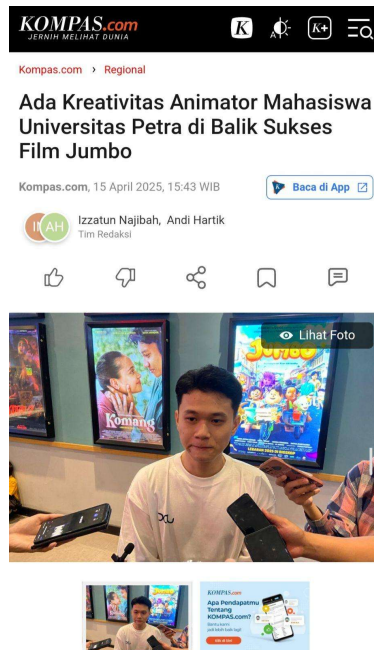 KOMPAS.com
JERNIH MELIHAT DUNIA
K
K+
Kompas.com › Regional
Ada Kreativitas Animator Mahasiswa
Universitas Petra di Balik Sukses
Film Jumbo
Kompas.com, 15 April 2025, 15:43 WIB
Baca di App
AH
Izzatun Najibah, Andi Hartik
Tim Redaksi
Lihat Foto
Komang
JUMBO
KOMPAS.com
Apa Pendapatmu
Tentang
KOMPAS.com?